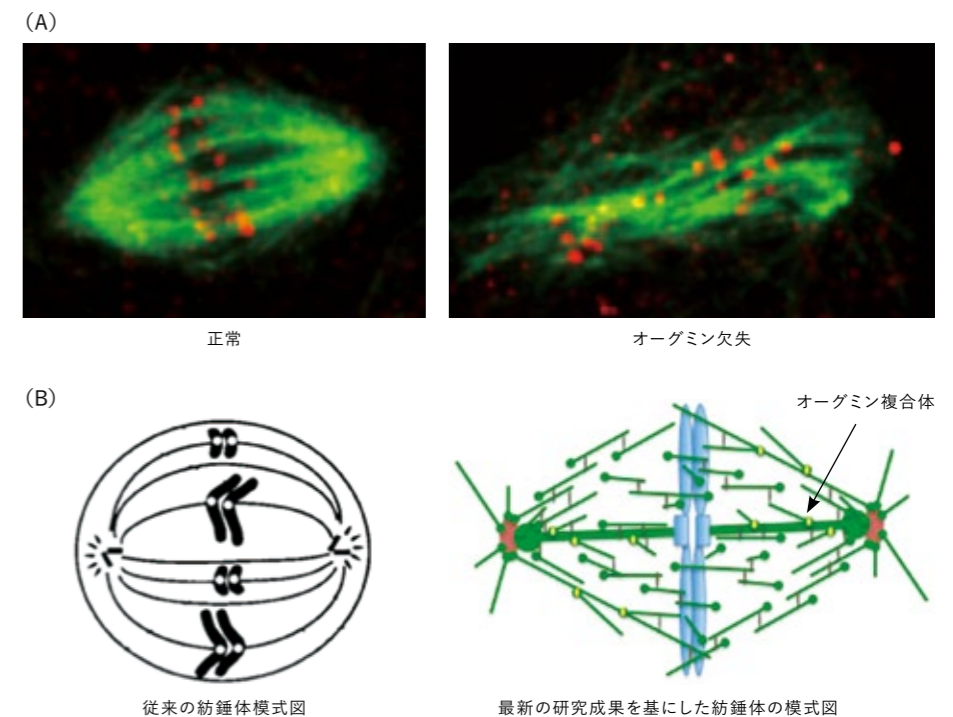 （A）
正常
オーグミン欠失
（B）
オーグミン複合体
従来の紡錘体模式図
最新の研究成果を基にした紡錘体の模式図